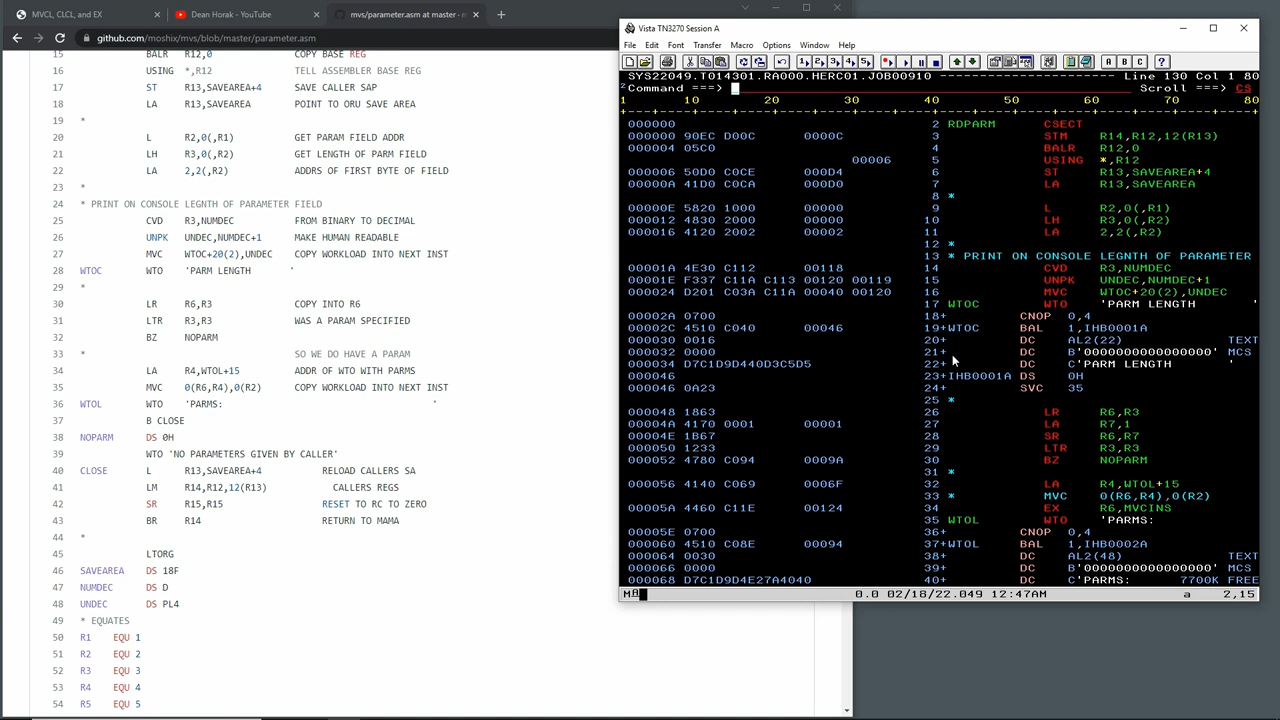 MVCL, CLCL, and EX
Dean Horak - YouTube
mvs/parameter.asm at master ·
github.com/moshix/mvs/blob/master/parameter.asm
15 BALR R12,0 COPY BASE REG
16 USING *,R12 TELL ASSEMBLER BASE REG
17 ST R13,SAVEAREA+4 SAVE CALLER SAP
18 LA R13,SAVEAREA POINT TO ORU SAVE AREA
19 *
20 L R2,0(,R1) GET PARAM FIELD ADDR
21 LH R3,0(,R2) GET LENGTH OF PARM FIELD
22 LA 2,2(,R2) ADDRS OF FIRST BYTE OF FIELD
23 *
24 * PRINT ON CONSOLE LEGNTH OF PARAMETER FIELD
25 CVD R3,NUMDEC FROM BINARY TO DECIMAL
26 UNPK UNDEC,NUMDEC+1 MAKE HUMAN READABLE
27 MVC WTOC+20(2),UNDEC COPY WORKLOAD INTO NEXT INST
28 WTOC WTO 'PARM LENGTH '
29 *
30 LR R6,R3 COPY INTO R6
31 LTR R3,R3 WAS A PARAM SPECIFIED
32 BZ NOPARM
33 * SO WE DO HAVE A PARAM
34 LA R4,WTOL+15 ADDR OF WTO WITH PARMS
35 MVC 0(R6,R4),0(R2) COPY WORKLOAD INTO NEXT INST
36 WTOL WTO 'PARMS: '
37 B CLOSE
38 NOPARM DS 0H
39 WTO 'NO PARAMETERS GIVEN BY CALLER'
40 CLOSE L R13,SAVEAREA+4 RELOAD CALLERS SA
41 LM R14,R12,12(R13) CALLERS REGS
42 SR R15,R15 RESET TO RC TO ZERO
43 BR R14 RETURN TO MAMA
44 *
45 LTORG
46 SAVEAREA DS 18F
47 NUMDEC DS D
48 UNDEC DS PL4
49 * EQUATES
50 R1 EQU 1
51 R2 EQU 2
52 R3 EQU 3
53 R4 EQU 4
54 R5 EQU 5
Vista TN3270 Session A
File Edit Font Transfer Macro Options Window Help
SYS22049.T014301.RA000.HERC01.JOB00910 -------------------- Line 130 Col 1 80
Command ===> Scroll ===> CS
1 10 20 30 40 50 60 70 80
000000 2 RDPARM CSECT
000000 90EC D00C 0000C 3 STM R14,R12,12(R13)
000004 05C0 4 BALR R12,0
00006 5 USING *,R12
000006 50D0 C0CE 000D4 6 ST R13,SAVEAREA+4
00000A 41D0 C0CA 000D0 7 LA R13,SAVEAREA
8 *
00000E 5820 1000 00000 9 L R2,0(,R1)
000012 4830 2000 00000 10 LH R3,0(,R2)
000016 4120 2002 00002 11 LA 2,2(,R2)
12 *
13 * PRINT ON CONSOLE LEGNTH OF PARAMETER
00001A 4E30 C112 00118 14 CVD R3,NUMDEC
00001E F337 C11A C113 00120 00119 15 UNPK UNDEC,NUMDEC+1
000024 D201 C03A C11A 00040 00120 16 MVC WTOC+20(2),UNDEC
17 WTOC WTO 'PARM LENGTH '
00002A 0700 18+ CNOP 0,4
00002C 4510 C040 00046 19+WTOC BAL 1,IHB0001A
000030 0016 20+ DC AL2(22) TEXT
000032 0000 21+ DC B'0000000000000000' MCS
000034 D7C1D9D440D3C5D5 22+ DC C'PARM LENGTH '
000046 23+IHB0001A DS 0H
000046 0A23 24+ SVC 35
25 *
000048 1863 26 LR R6,R3
00004A 4170 0001 00001 27 LA R7,1
00004E 1B67 28 SR R6,R7
000050 1233 29 LTR R3,R3
000052 4780 C094 0009A 30 BZ NOPARM
31 *
000056 4140 C069 0006F 32 LA R4,WTOL+15
33 * MVC 0(R6,R4),0(R2)
00005A 4460 C11E 00124 34 EX R6,MVCINS
35 WTOL WTO 'PARMS:
00005E 0700 36+ CNOP 0,4
000060 4510 C08E 00094 37+WTOL BAL 1,IHB0002A
000064 0030 38+ DC AL2(48) TEXT
000066 0000 39+ DC B'0000000000000000' MCS
000068 D7C1D9D4E27A4040 40+ DC C'PARMS: 7700K FREE
0.0 02/18/22.049 12:47AM a 2,15